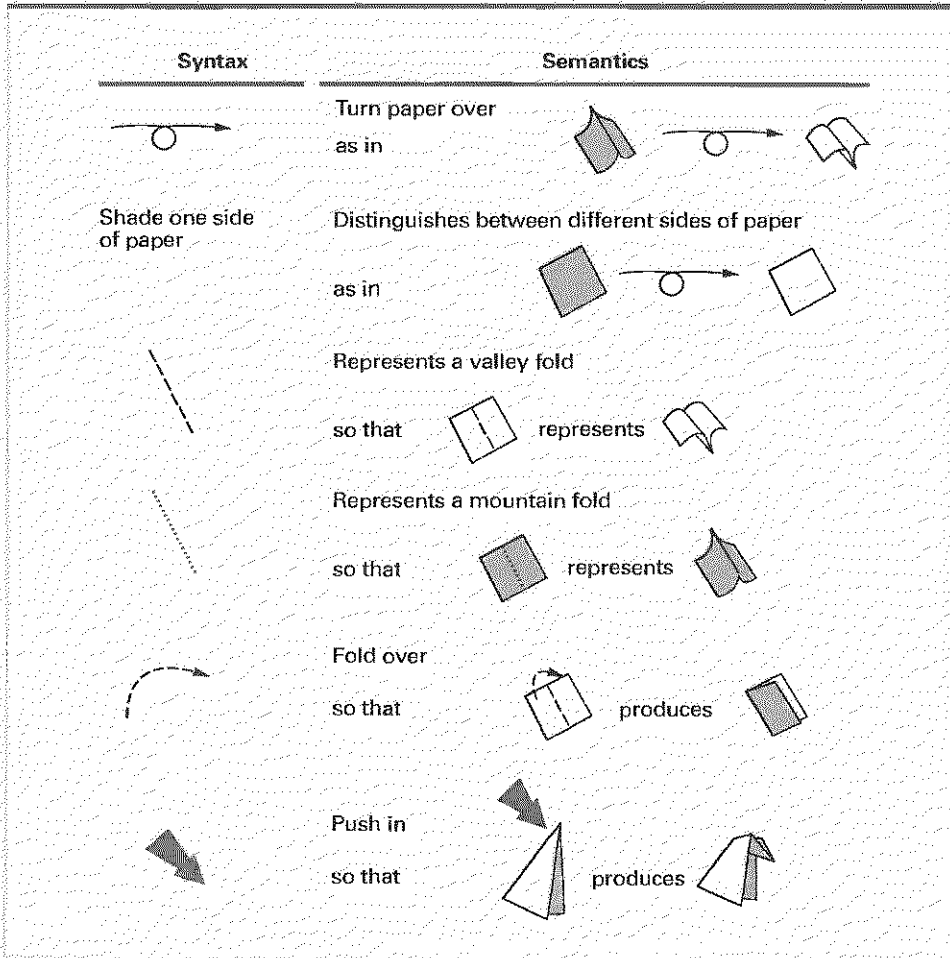 Syntax Semantics
Turn paper over
as in
Shade one side
of paper
Distinguishes between different sides of paper
as in
Represents a valley fold
so that represents
Represents a mountain fold
so that represents
Fold over
so that produces
Push in
so that produces